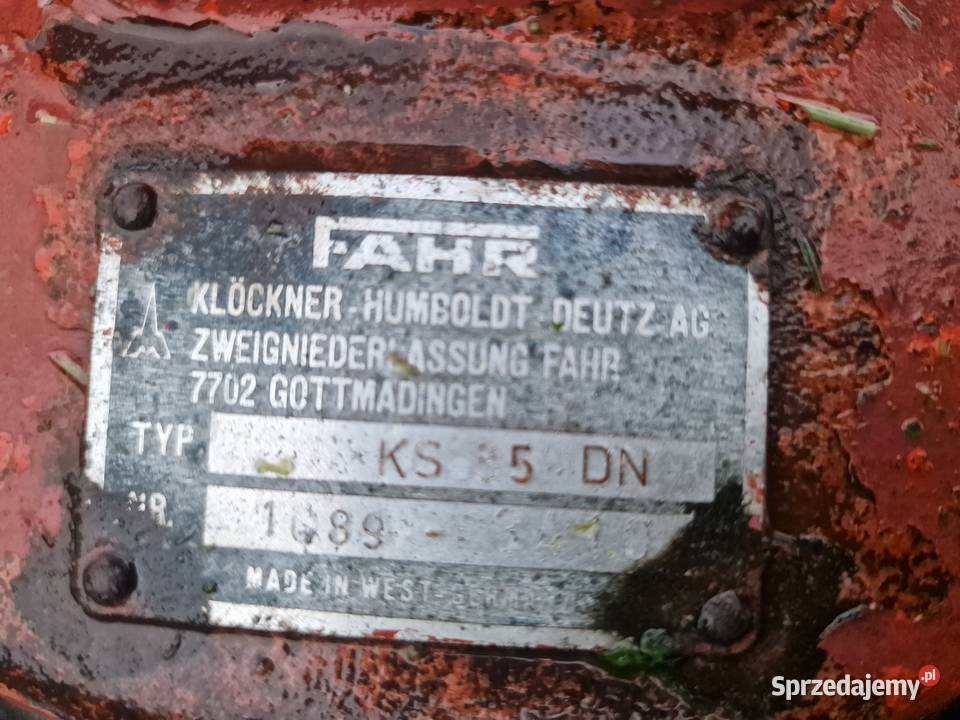 FAHR
KLÖCKNER-HUMBOLDT-DEUTZ AG
ZWEIGNIEDERLASSUNG FAHR
7702 GOTTMADINGEN
TYP KS 5 DN
NR. 1089 -
MADE IN WEST-
Sprzedajemy.pl